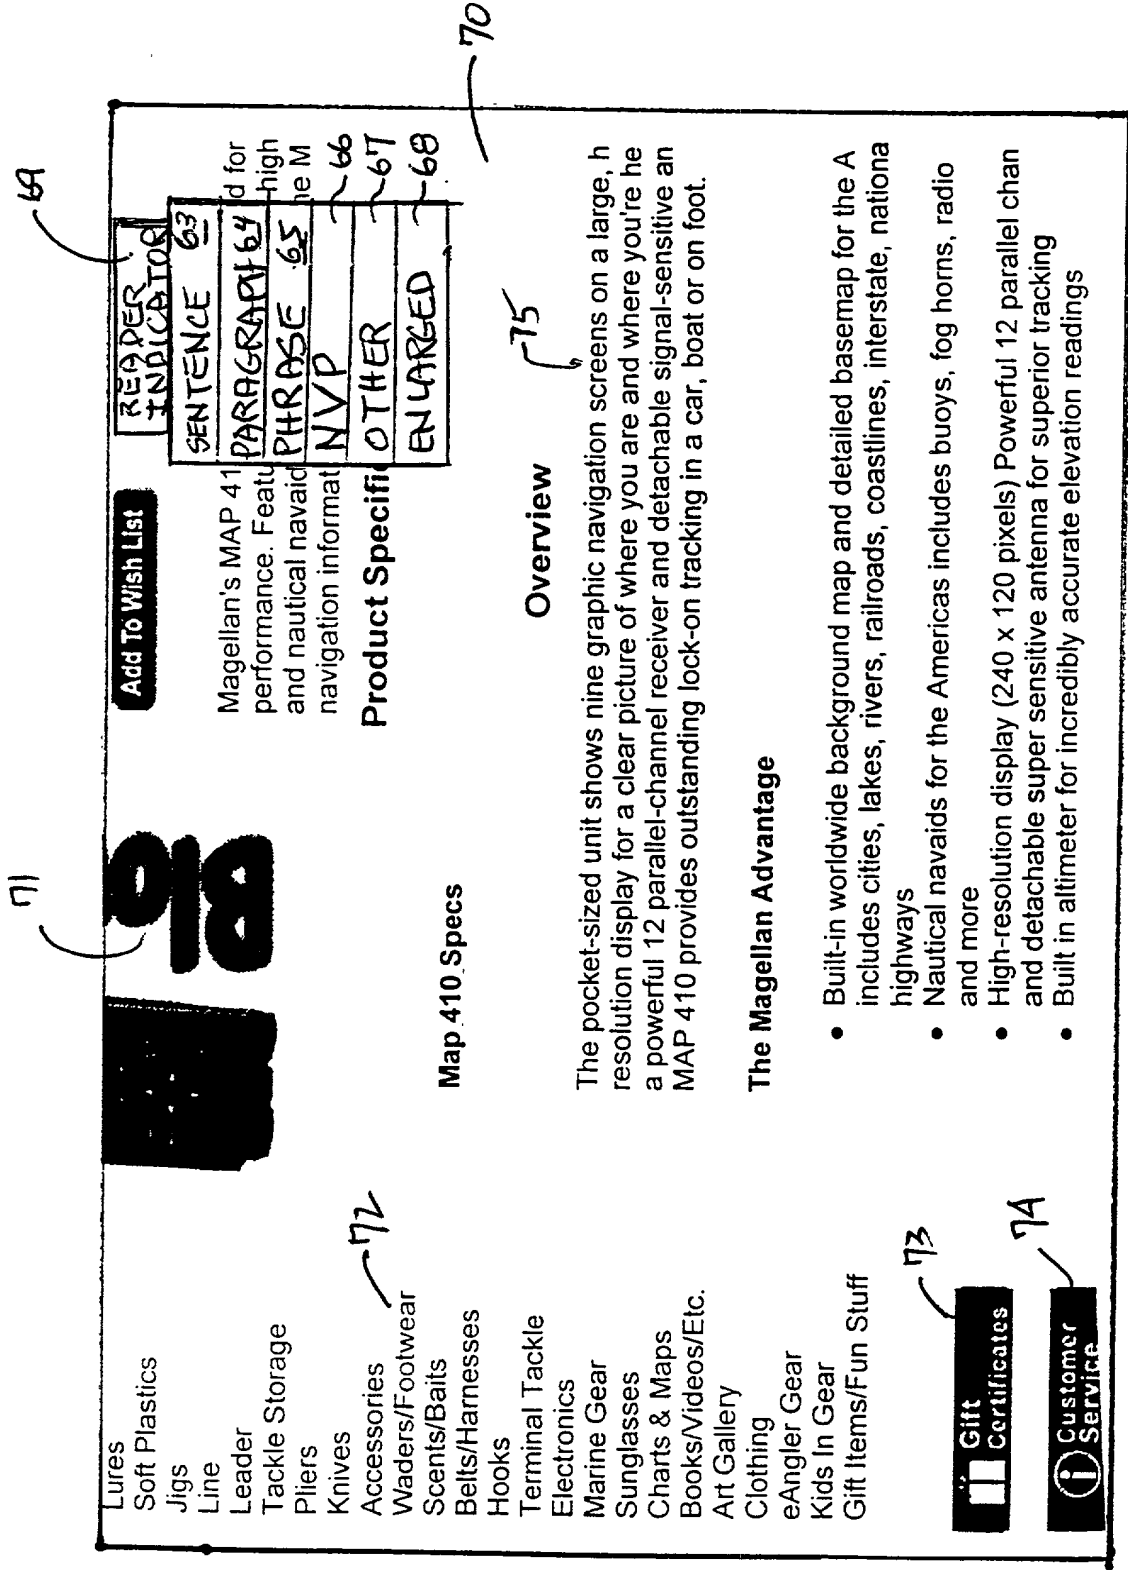 69
70
71
READER
INDICATOR
SENTENCE 63
PARAGRAPH 64
PHRASE 65
NVP 66
OTHER 67
ENLARGED 68
Add To Wish List
Magellan's MAP 41 d for
performance. Featu high
and nautical navaid he M
navigation informat
Product Specific
Lures
Soft Plastics
Jigs
Line
Leader
Tackle Storage
Pliers
Knives
Accessories
Waders/Footwear
Scents/Baits
Belts/Harnesses
Hooks
Terminal Tackle
Electronics
Marine Gear
Sunglasses
Charts & Maps
Books/Videos/Etc.
Art Gallery
Clothing
eAngler Gear
Kids In Gear
Gift Items/Fun Stuff
72
Gift
Certificates
73
Customer
Service
74
Map 410 Specs
Overview
75
The pocket-sized unit shows nine graphic navigation screens on a large, h
resolution display for a clear picture of where you are and where you're he
a powerful 12 parallel-channel receiver and detachable signal-sensitive an
MAP 410 provides outstanding lock-on tracking in a car, boat or on foot.
The Magellan Advantage
• Built-in worldwide background map and detailed basemap for the A
includes cities, lakes, rivers, railroads, coastlines, interstate, nationa
highways
• Nautical navaids for the Americas includes buoys, fog horns, radio
and more
• High-resolution display (240 x 120 pixels) Powerful 12 parallel chan
and detachable super sensitive antenna for superior tracking
• Built in altimeter for incredibly accurate elevation readings